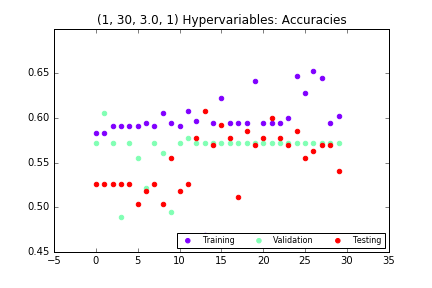 (1, 30, 3.0, 1) Hypervariables: Accuracies
0.65
0.60
0.55
0.50
0.45
−5 0 5 10 15 20 25 30 35
Training Validation Testing